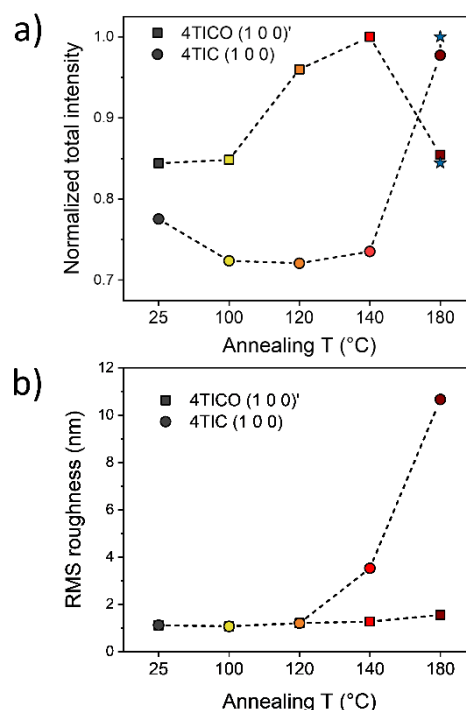 a)
4TICO (1 0 0)'
4TIC (1 0 0)
Normalized total intensity
1.0
0.9
0.8
0.7
25 100 120 140 180
Annealing T (°C)
b)
4TICO (1 0 0)'
4TIC (1 0 0)
RMS roughness (nm)
12
10
8
6
4
2
0
25 100 120 140 180
Annealing T (°C)